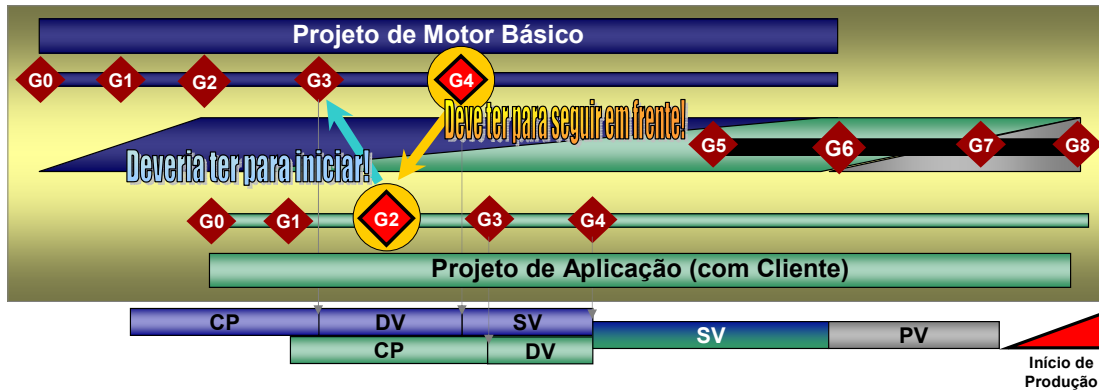 Projeto de Motor Básico
G0 G1 G2 G3 G4
Deve ter para seguir em frente!
G5 G6 G7 G8
Deveria ter para iniciar!
G0 G1 G2 G3 G4
Projeto de Aplicação (com Cliente)
CP DV SV
SV PV
CP DV
Início de
Produção